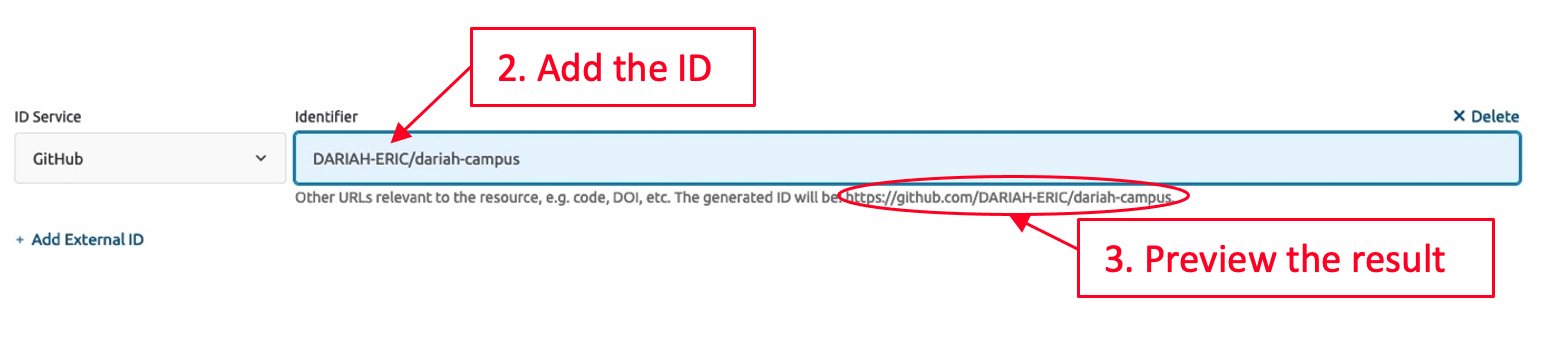 2. Add the ID
ID Service
Identifier
× Delete
GitHub
DARIAH-ERIC/dariah-campus
Other URLs relevant to the resource, e.g. code, DOI, etc. The generated ID will be: https://github.com/DARIAH-ERIC/dariah-campus.
+ Add External ID
3. Preview the result